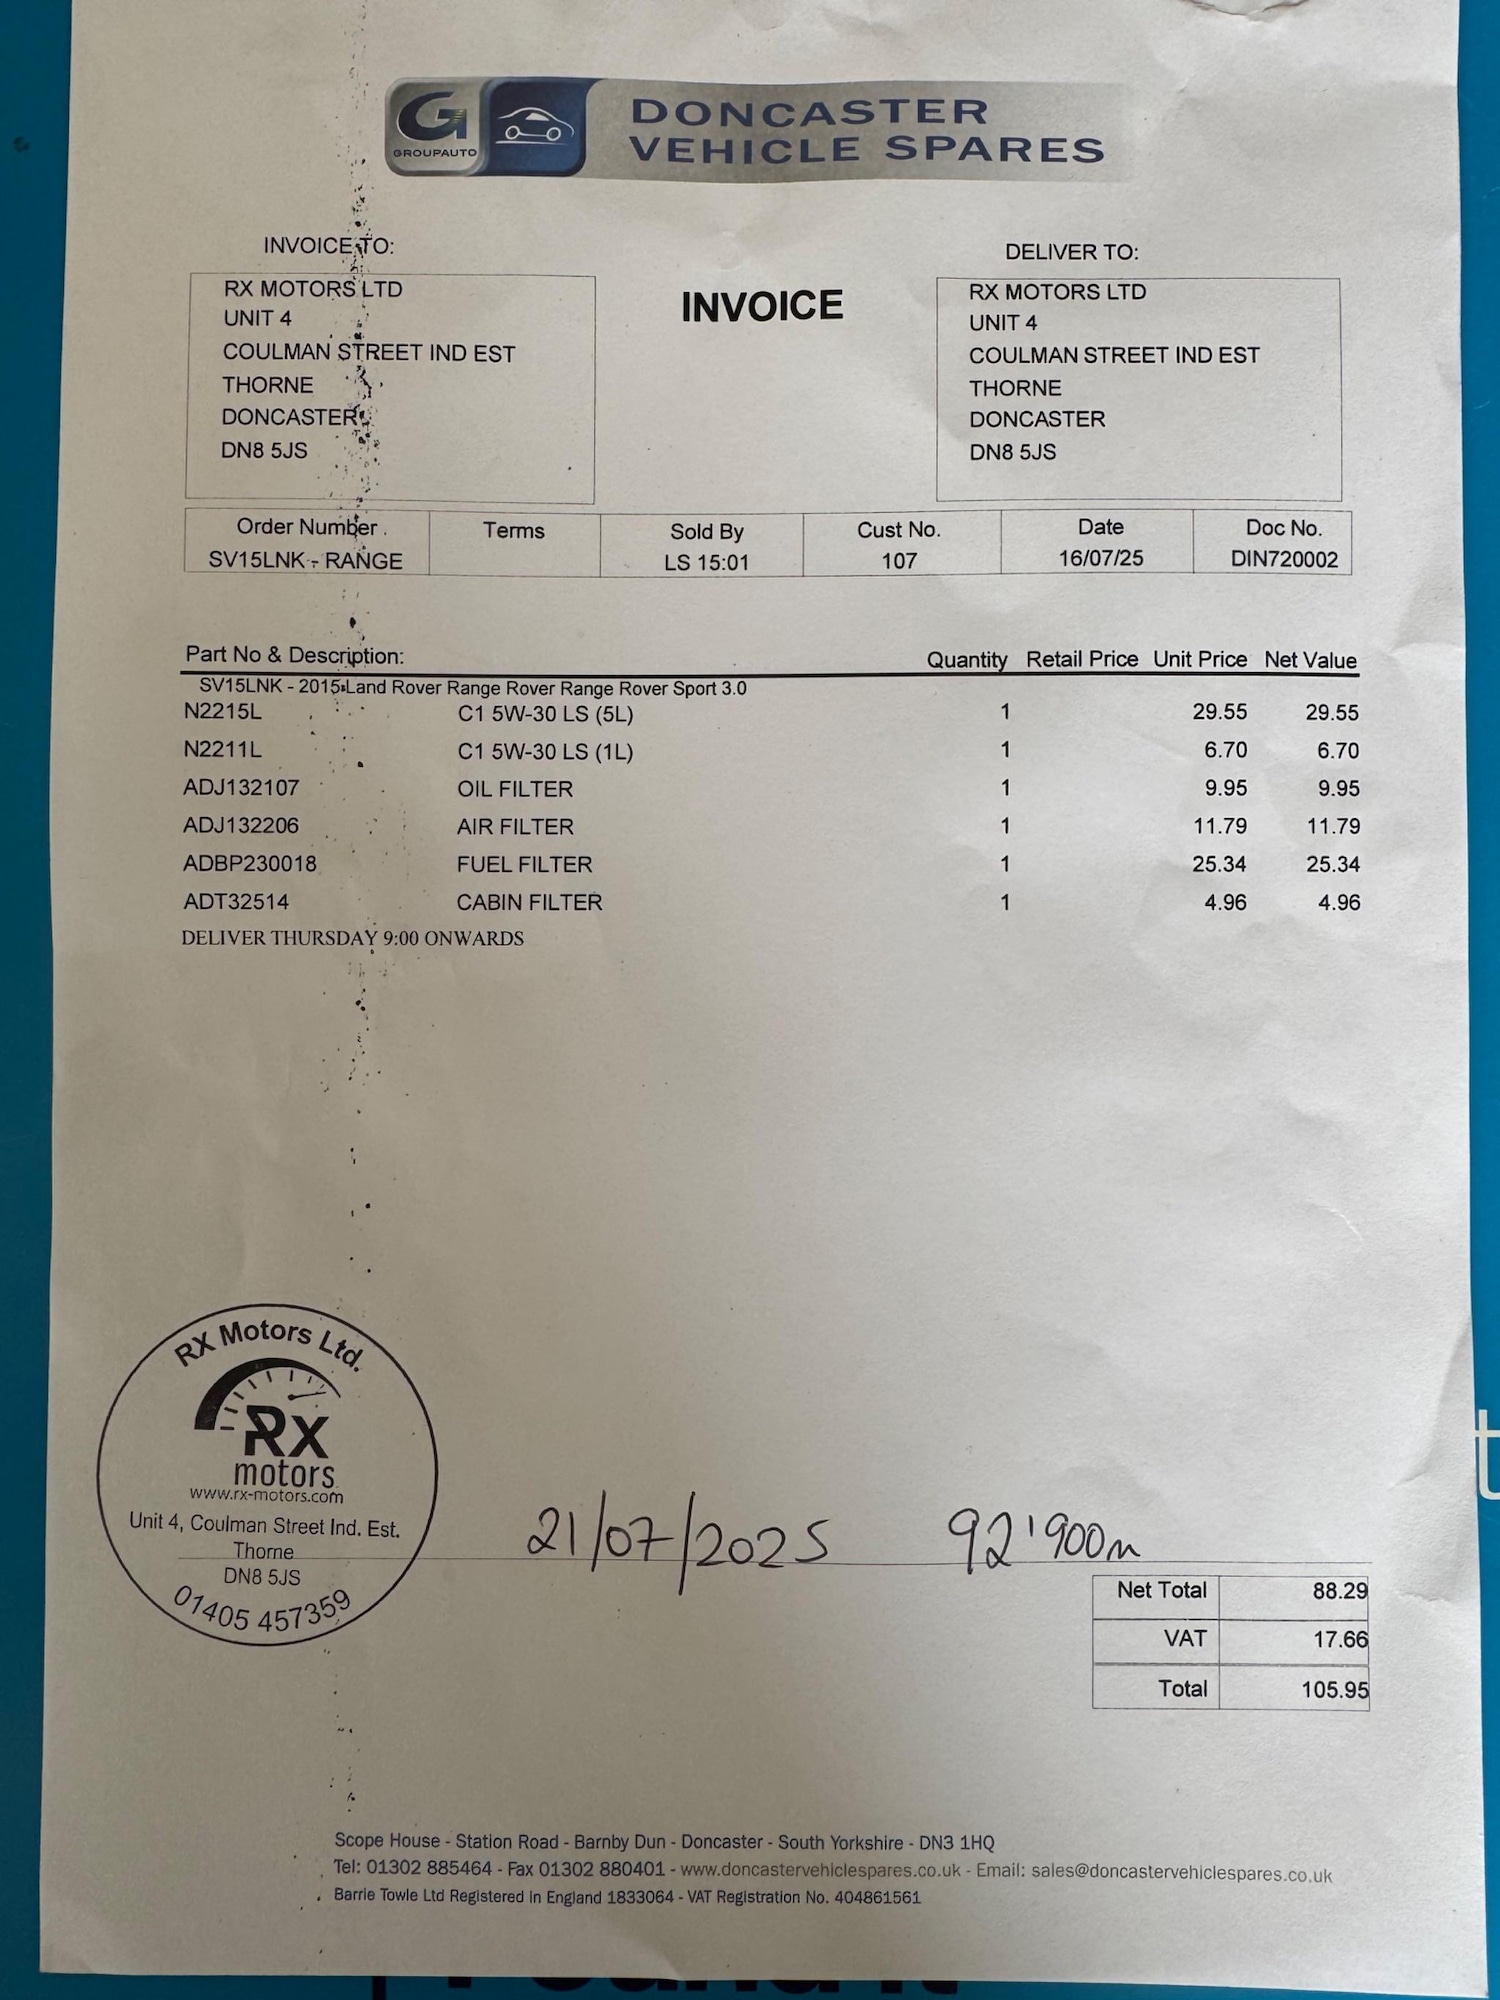 G GROUPAUTO
DONCASTER
VEHICLE SPARES
INVOICE TO:
RX MOTORS LTD
UNIT 4
COULMAN STREET IND EST
THORNE
DONCASTER
DN8 5JS
INVOICE
DELIVER TO:
RX MOTORS LTD
UNIT 4
COULMAN STREET IND EST
THORNE
DONCASTER
DN8 5JS
Order Number Terms Sold By Cust No. Date Doc No.
SV15LNK - RANGE LS 15:01 107 16/07/25 DIN720002
Part No & Description: Quantity Retail Price Unit Price Net Value
SV15LNK - 2015 Land Rover Range Rover Range Rover Sport 3.0
N2215L C1 5W-30 LS (5L) 1 29.55 29.55
N2211L C1 5W-30 LS (1L) 1 6.70 6.70
ADJ132107 OIL FILTER 1 9.95 9.95
ADJ132206 AIR FILTER 1 11.79 11.79
ADBP230018 FUEL FILTER 1 25.34 25.34
ADT32514 CABIN FILTER 1 4.96 4.96
DELIVER THURSDAY 9:00 ONWARDS
RX Motors Ltd.
RX
motors
www.rx-motors.com
Unit 4, Coulman Street Ind. Est.
Thorne
DN8 5JS
01405 457359
21/07/2025 92'900m
Net Total 88.29
VAT 17.66
Total 105.95
Scope House - Station Road - Barnby Dun - Doncaster - South Yorkshire - DN3 1HQ
Tel: 01302 885464 - Fax 01302 880401 - www.doncastervehiclespares.co.uk - Email: sales@doncastervehiclespares.co.uk
Barrie Towle Ltd Registered in England 1833064 - VAT Registration No. 404861561